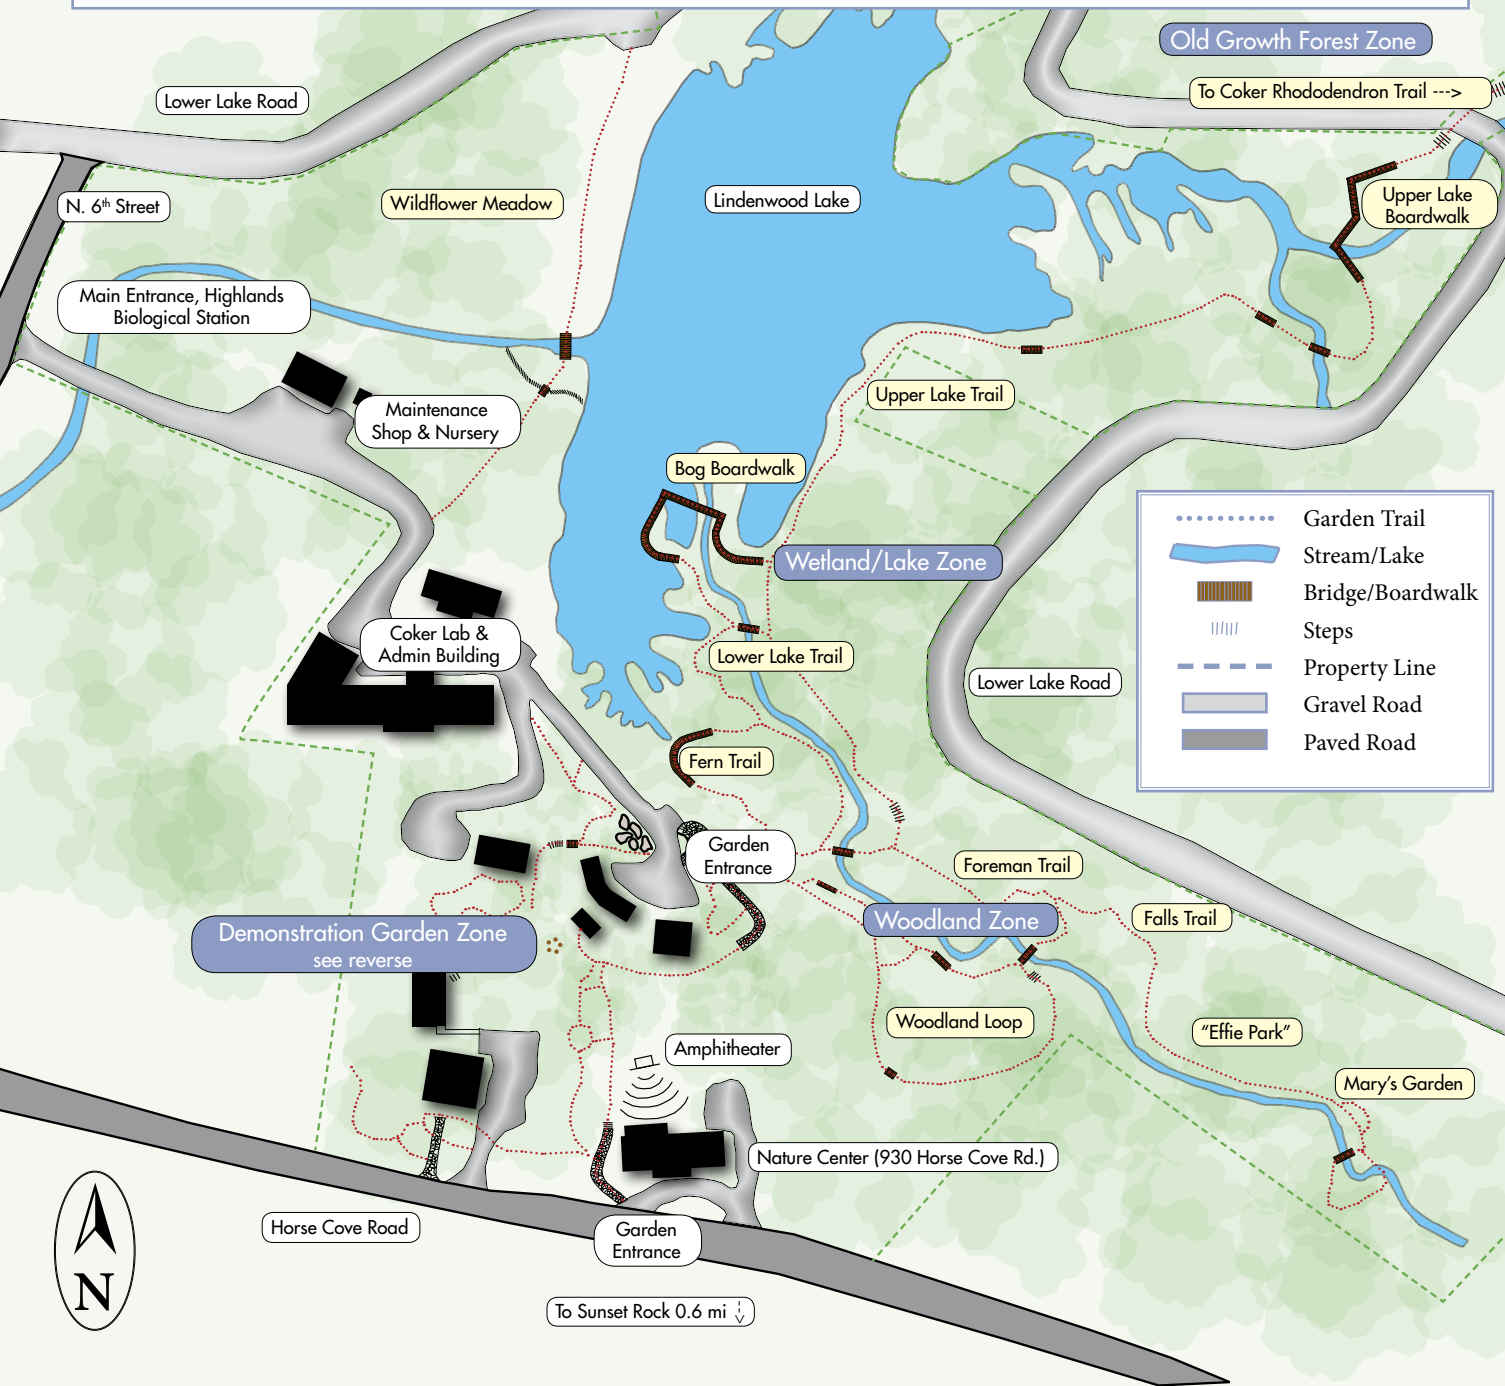 Old Growth Forest Zone
To Coker Rhododendron Trail --->
Lower Lake Road
N. 6th Street
Wildflower Meadow
Lindenwood Lake
Upper Lake
Boardwalk
Main Entrance, Highlands
Biological Station
Maintenance
Shop & Nursery
Upper Lake Trail
Bog Boardwalk
Wetland/Lake Zone
Garden Trail
Stream/Lake
Bridge/Boardwalk
Steps
Property Line
Gravel Road
Paved Road
Coker Lab &
Admin Building
Lower Lake Trail
Lower Lake Road
Fern Trail
Garden
Entrance
Foreman Trail
Woodland Zone
Falls Trail
Demonstration Garden Zone
see reverse
Woodland Loop
"Effie Park"
Amphitheater
Mary's Garden
Nature Center (930 Horse Cove Rd.)
Horse Cove Road
Garden
Entrance
N
To Sunset Rock 0.6 mi